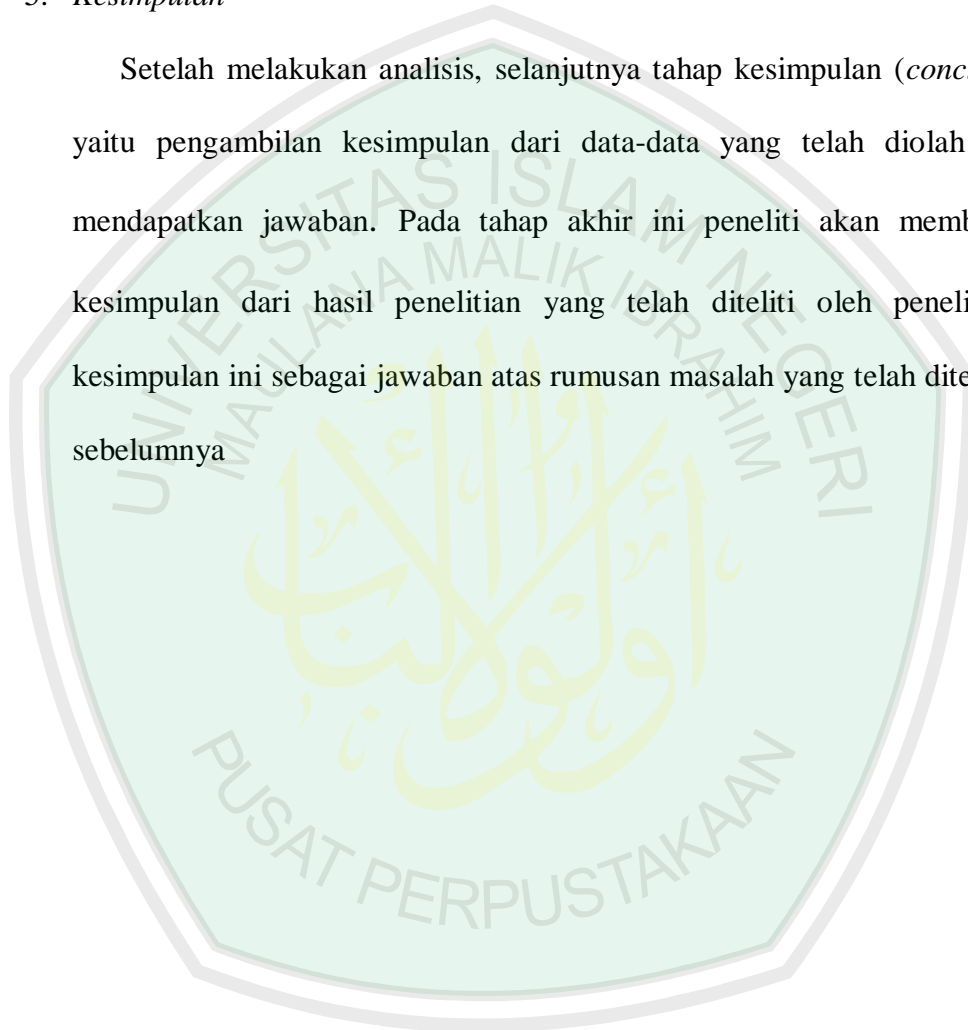 Kesimpulan
Setelah melakukan analisis, selanjutnya tahap kesimpulan (conc
yaitu pengambilan kesimpulan dari data-data yang telah diolah
mendapatkan jawaban. Pada tahap akhir ini peneliti akan memb
kesimpulan dari hasil penelitian yang telah diteliti oleh peneli
kesimpulan ini sebagai jawaban atas rumusan masalah yang telah dite
sebelumnya
UNIVERSITAS ISLAM NEGERI
MAULANA MALIK IBRAHIM
PUSAT PERPUSTAKAAN